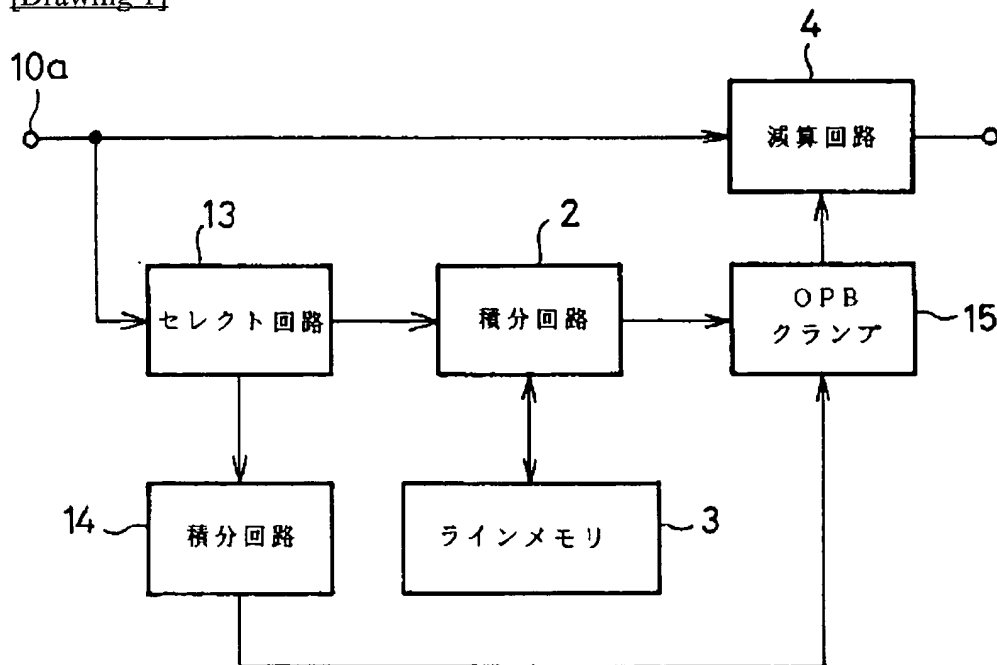 [Drawing 1]
10a
4
減算回路
13
2
セレクト回路
積分回路
OPB
クランプ
15
14
積分回路
ラインメモリ
3